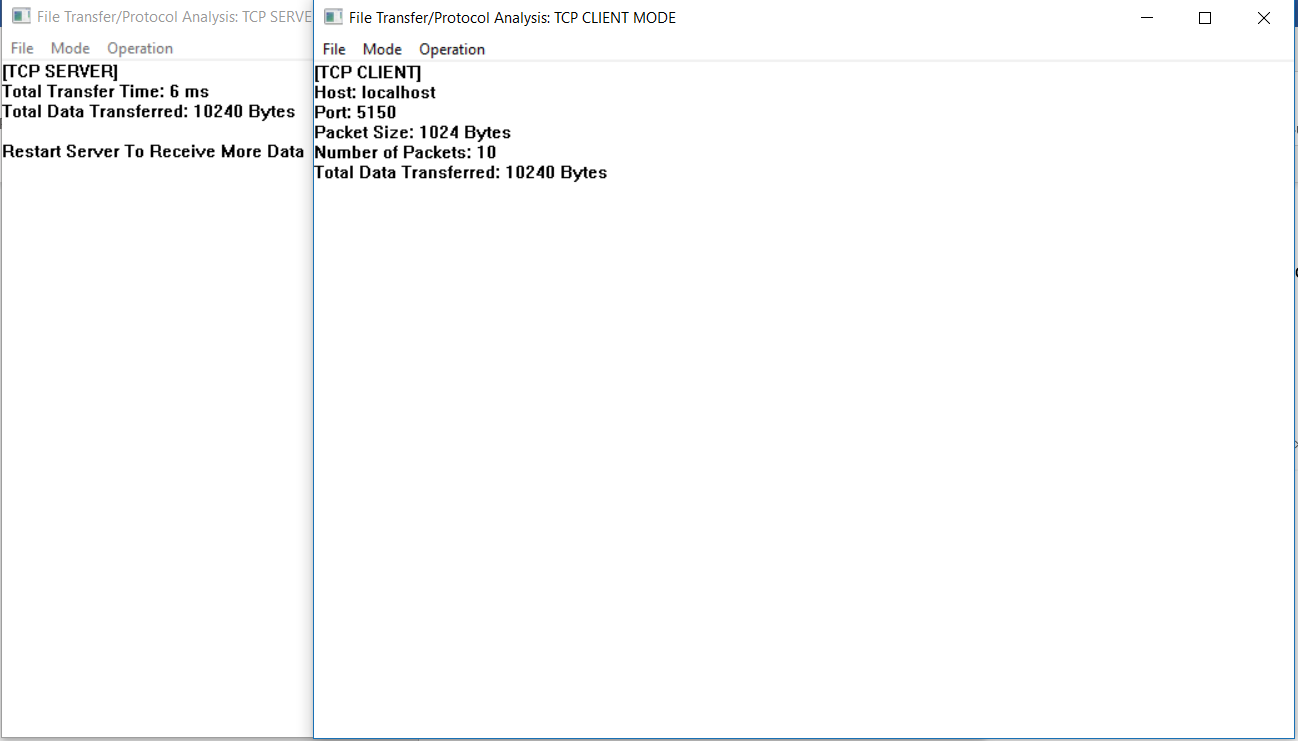 File Transfer/Protocol Analysis: TCP SERVE
File Mode Operation
[TCP SERVER]
Total Transfer Time: 6 ms
Total Data Transferred: 10240 Bytes
Restart Server To Receive More Data
File Transfer/Protocol Analysis: TCP CLIENT MODE
File Mode Operation
[TCP CLIENT]
Host: localhost
Port: 5150
Packet Size: 1024 Bytes
Number of Packets: 10
Total Data Transferred: 10240 Bytes